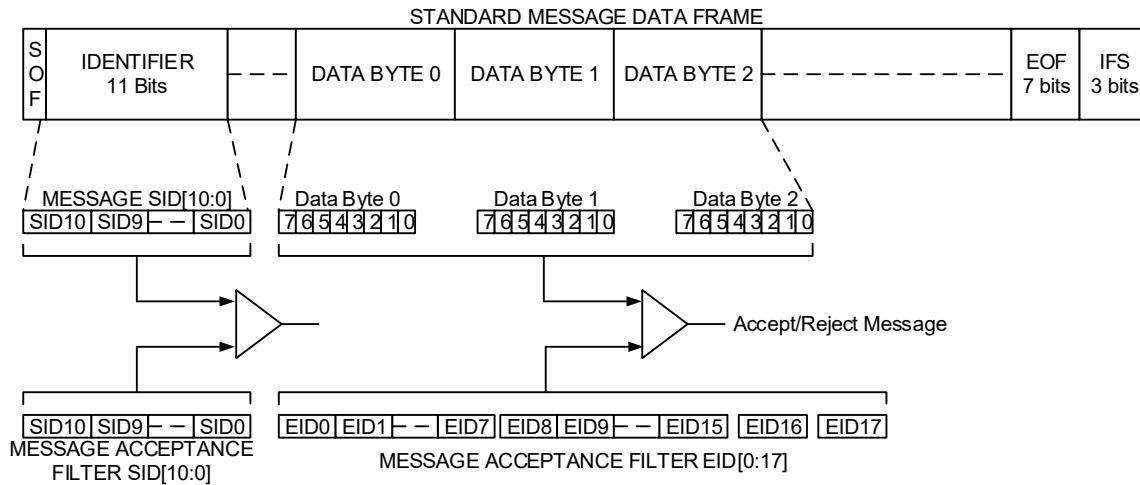 STANDARD MESSAGE DATA FRAME
SOF
IDENTIFIER
11 Bits
DATA BYTE 0
DATA BYTE 1
DATA BYTE 2
EOF
7 bits
IFS
3 bits
MESSAGE SID[10:0]
SID10 SID9 SID0
Data Byte 0
7 6 5 4 3 2 1 0
Data Byte 1
7 6 5 4 3 2 1 0
Data Byte 2
7 6 5 4 3 2 1 0
Accept/Reject Message
SID10 SID9 SID0
MESSAGE ACCEPTANCE
FILTER SID[10:0]
EID0 EID1 EID7 EID8 EID9 EID15 EID16 EID17
MESSAGE ACCEPTANCE FILTER EID[0:17]